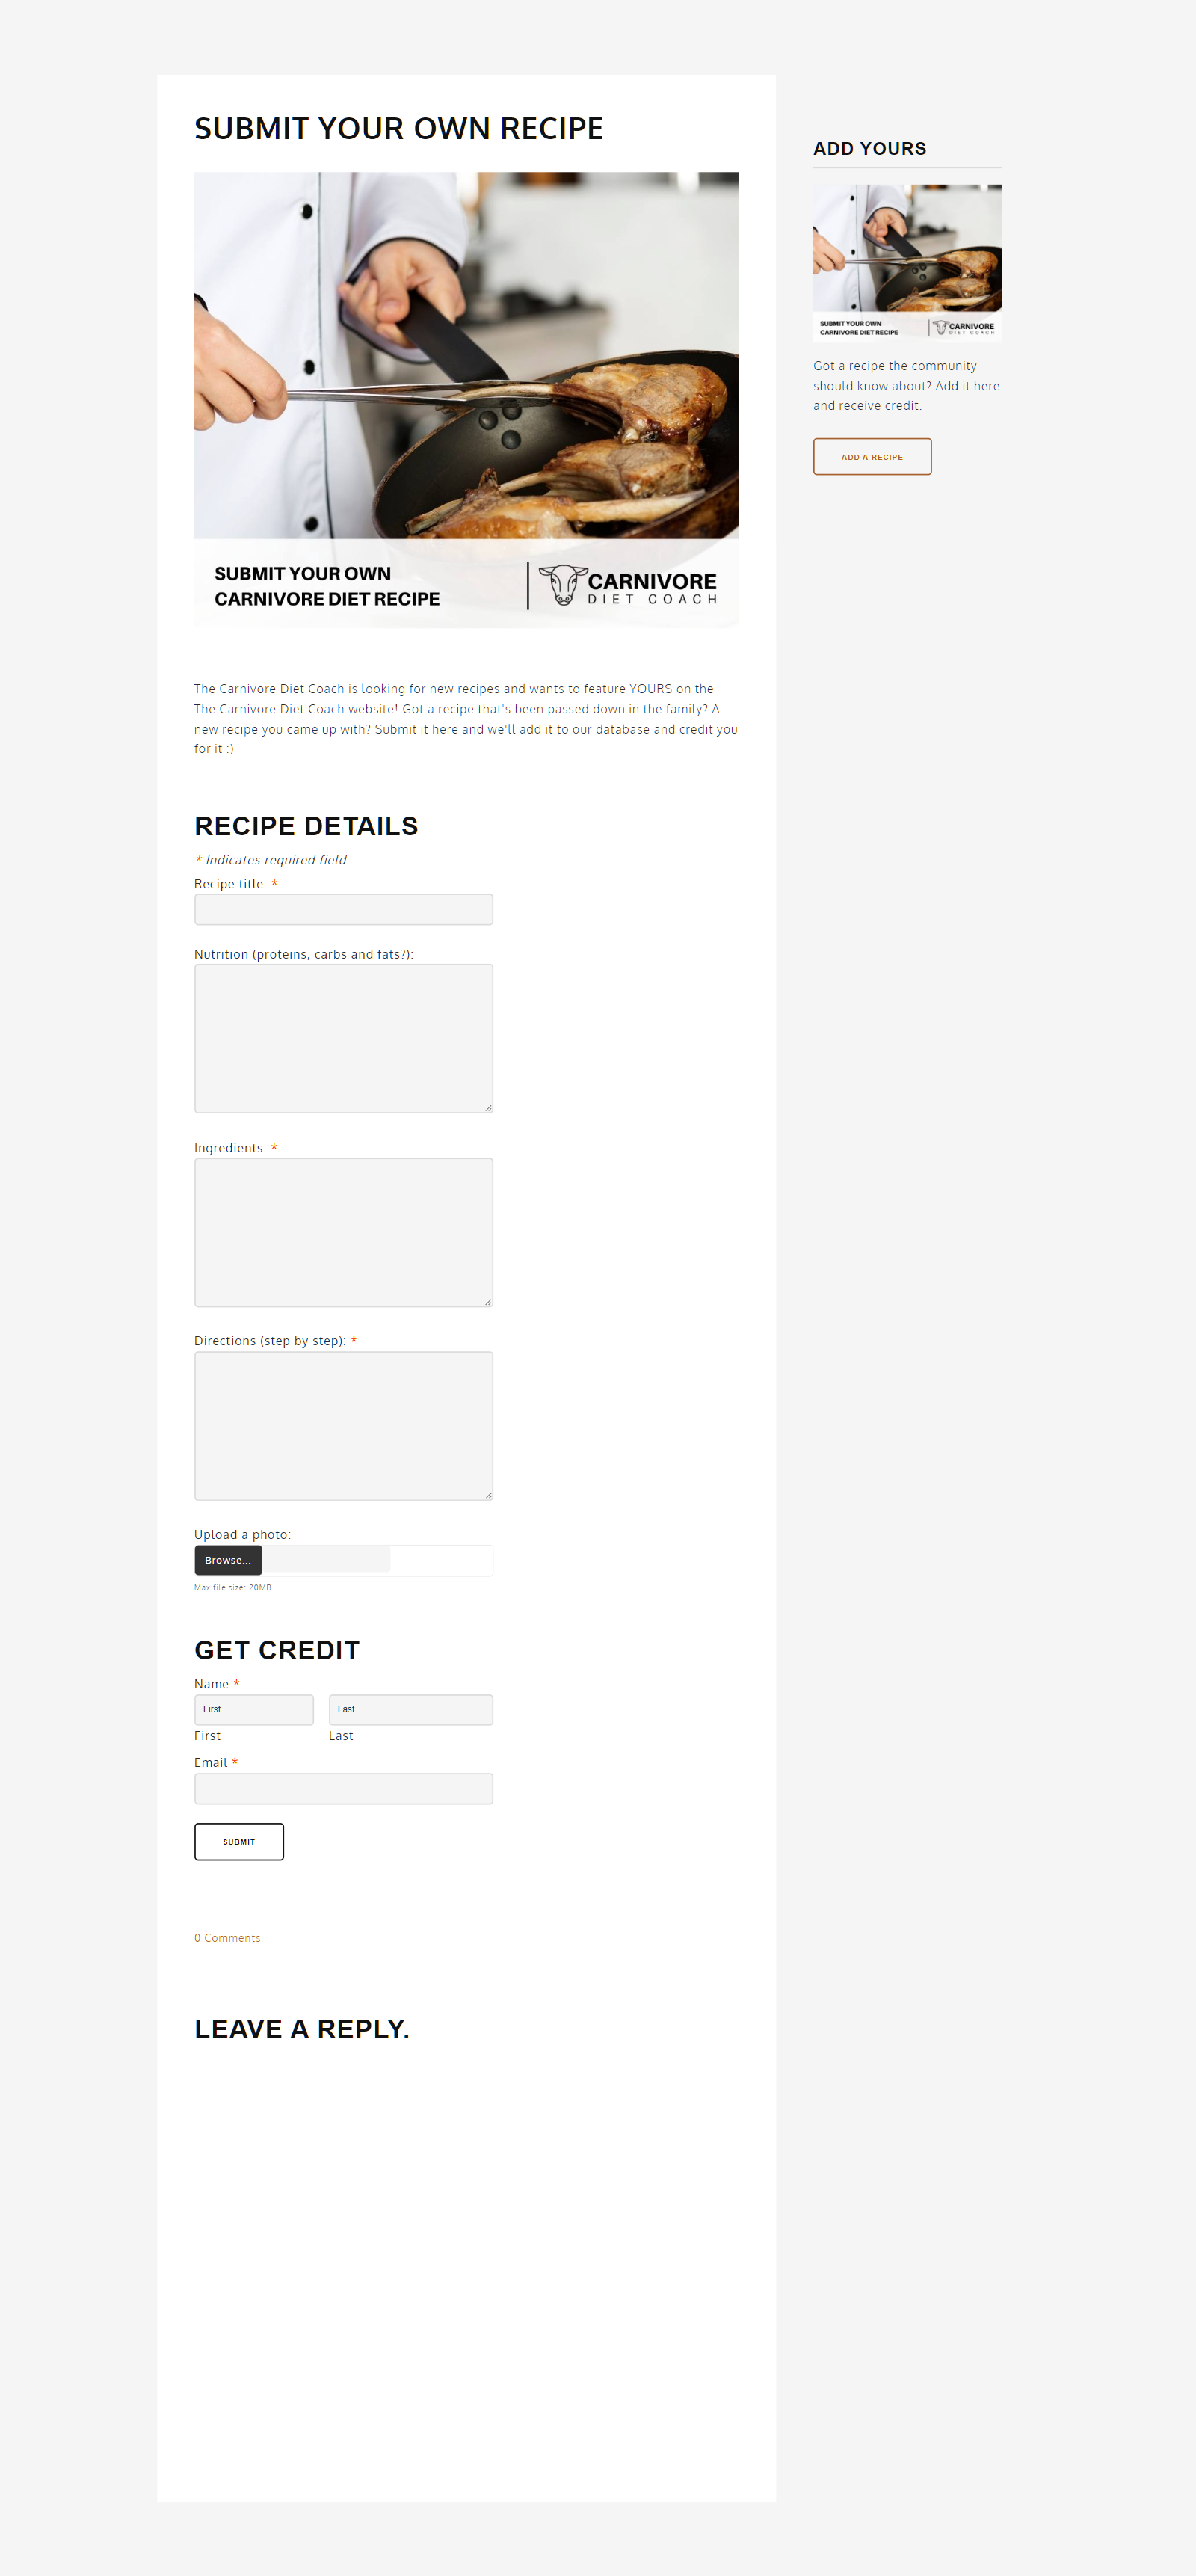 SUBMIT YOUR OWN RECIPE
SUBMIT YOUR OWN
CARNIVORE DIET RECIPE
CARNIVORE
DIET COACH
The Carnivore Diet Coach is looking for new recipes and wants to feature YOURS on the
The Carnivore Diet Coach website! Got a recipe that's been passed down in the family? A
new recipe you came up with? Submit it here and we'll add it to our database and credit you
for it :)
RECIPE DETAILS
* Indicates required field
Recipe title: *
Nutrition (proteins, carbs and fats?):
Ingredients: *
Directions (step by step): *
Upload a photo:
Browse...
Max file size: 20MB
GET CREDIT
Name *
First Last
First Last
Email *
SUBMIT
0 Comments
LEAVE A REPLY.
ADD YOURS
SUBMIT YOUR OWN
CARNIVORE DIET RECIPE
CARNIVORE
DIET COACH
Got a recipe the community
should know about? Add it here
and receive credit.
ADD A RECIPE